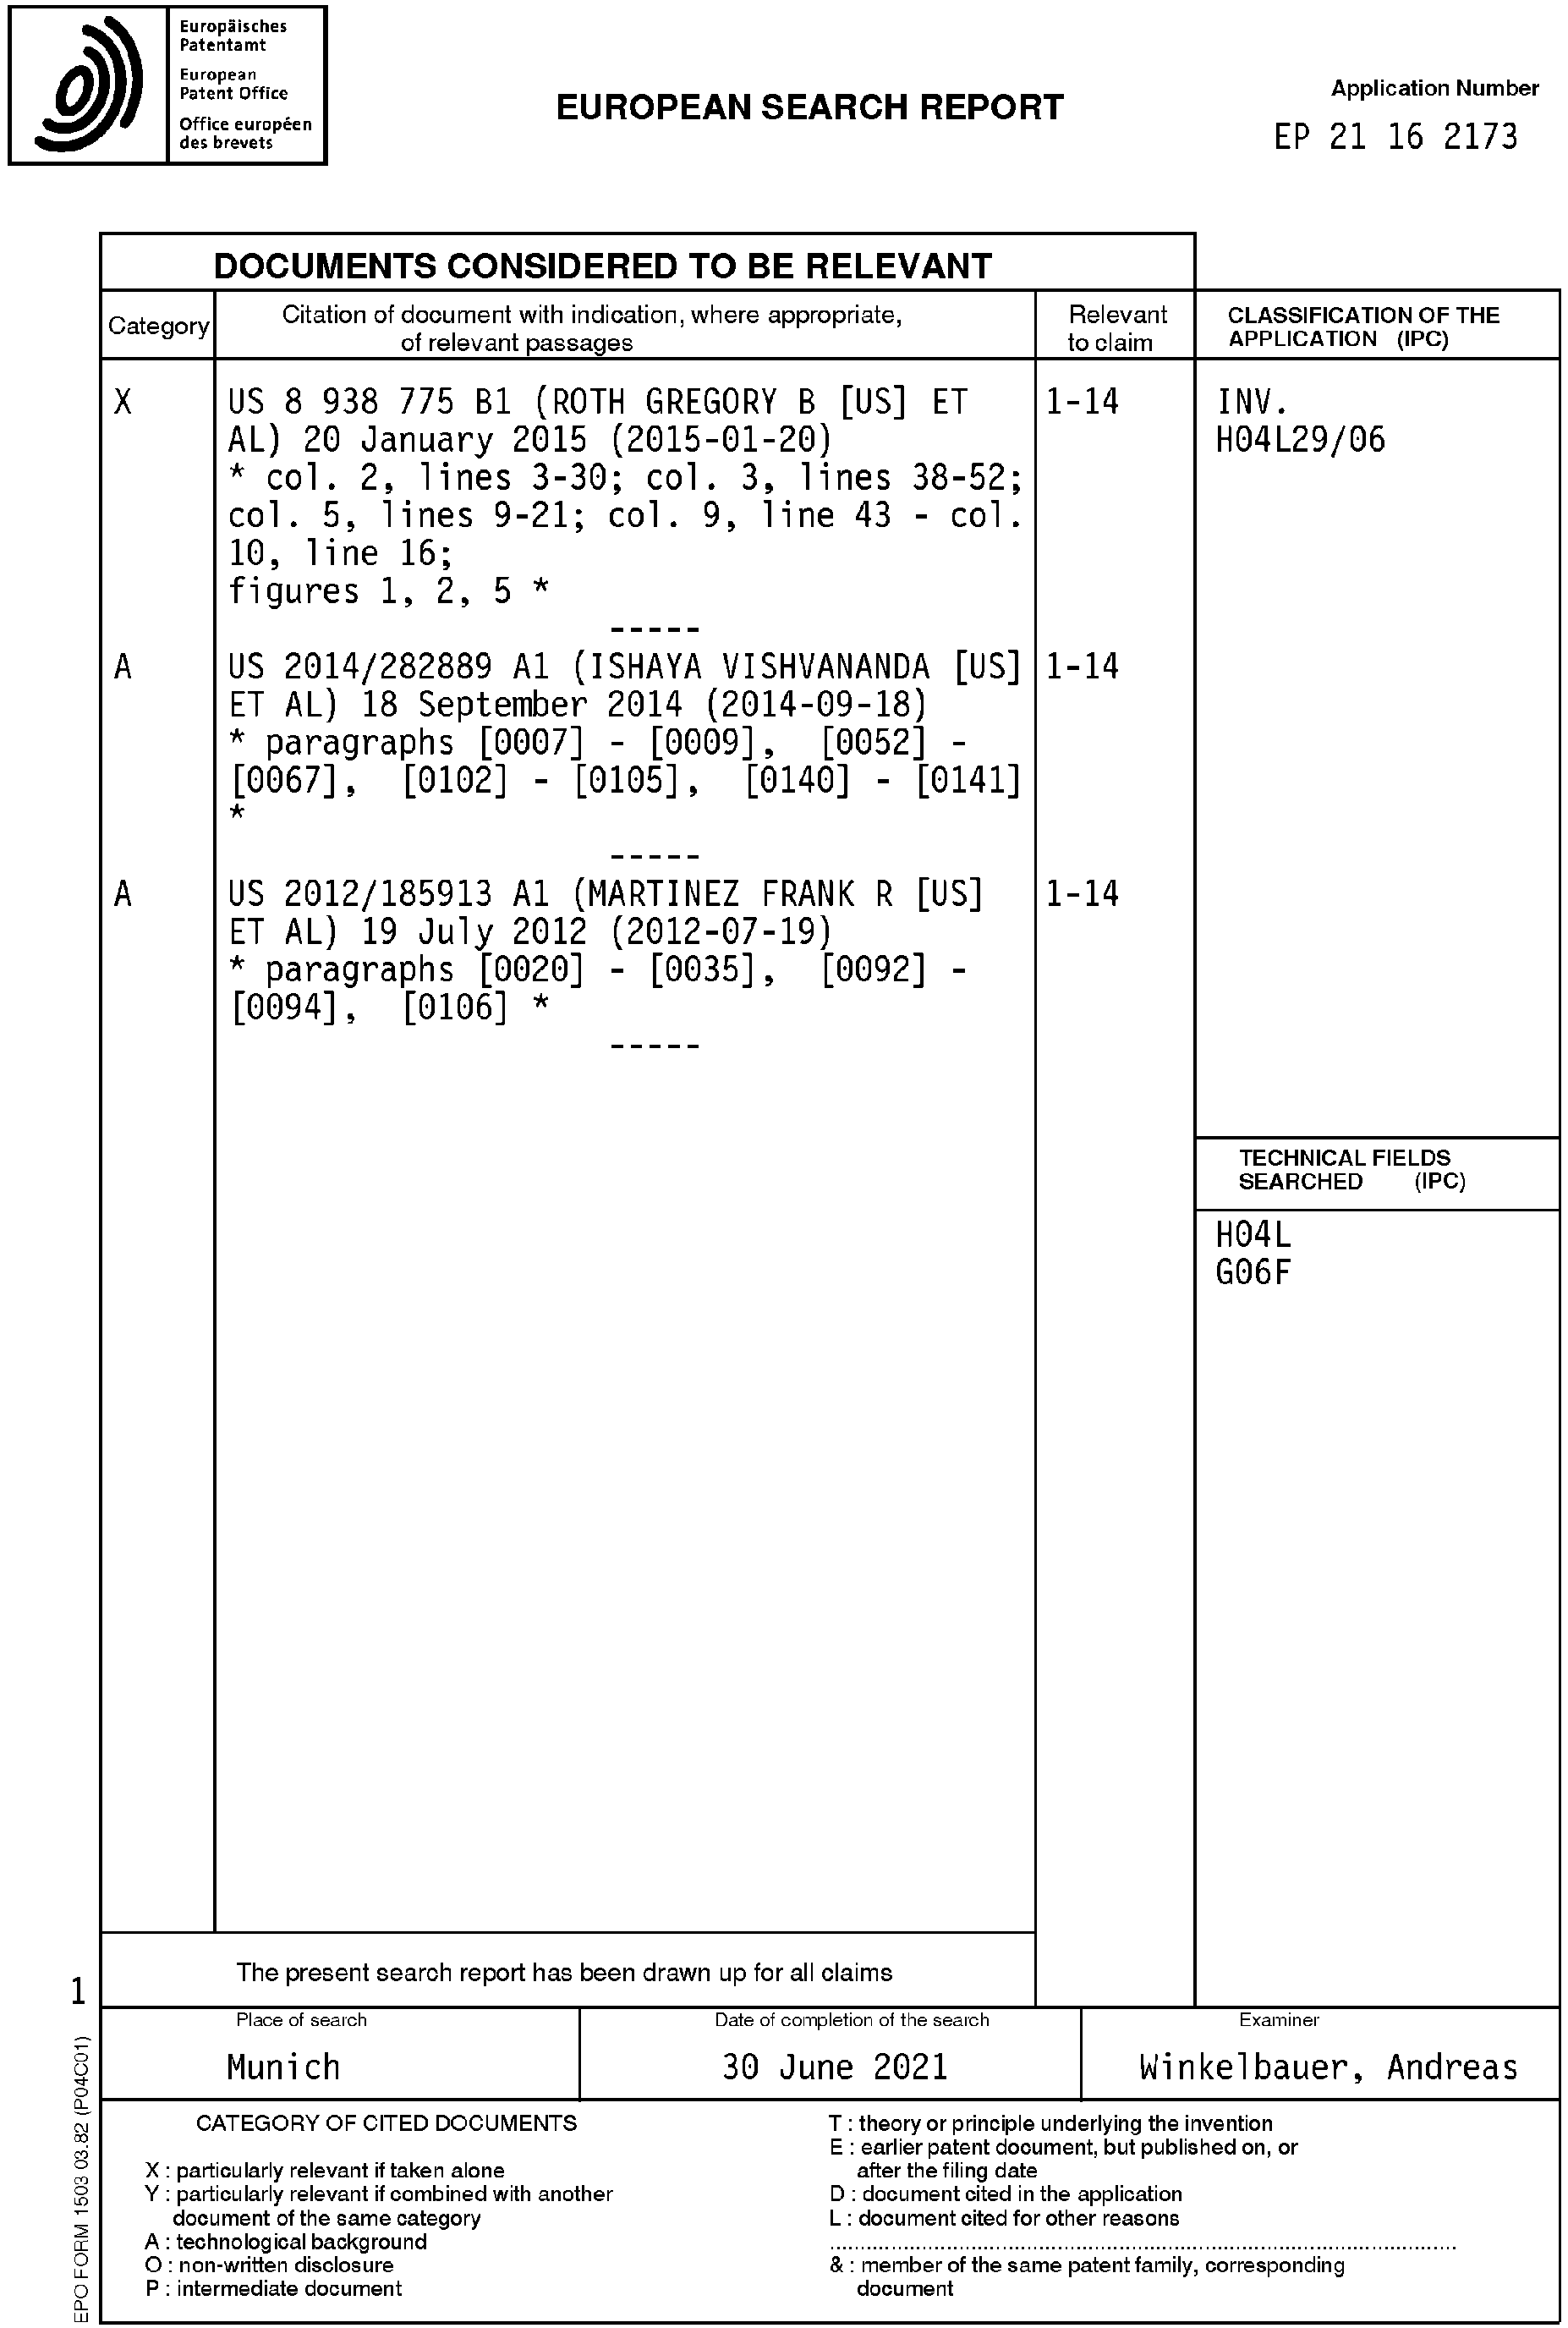 Europäisches
Patentamt
European
Patent Office
Office européen
des brevets
EUROPEAN SEARCH REPORT
Application Number
EP 21 16 2173
DOCUMENTS CONSIDERED TO BE RELEVANT
Category
Citation of document with indication, where appropriate,
of relevant passages
Relevant
to claim
CLASSIFICATION OF THE
APPLICATION (IPC)
X
US 8 938 775 B1 (ROTH GREGORY B [US] ET
AL) 20 January 2015 (2015-01-20)
* col. 2, lines 3-30; col. 3, lines 38-52;
col. 5, lines 9-21; col. 9, line 43 - col.
10, line 16;
figures 1, 2, 5 *
-----
1-14
INV.
H04L29/06
A
US 2014/282889 A1 (ISHAYA VISHVANANDA [US]
ET AL) 18 September 2014 (2014-09-18)
* paragraphs [0007] - [0009], [0052] -
[0067], [0102] - [0105], [0140] - [0141]
*
-----
1-14
A
US 2012/185913 A1 (MARTINEZ FRANK R [US]
ET AL) 19 July 2012 (2012-07-19)
* paragraphs [0020] - [0035], [0092] -
[0094], [0106] *
-----
1-14
TECHNICAL FIELDS
SEARCHED (IPC)
H04L
G06F
The present search report has been drawn up for all claims
1
Place of search
Munich
Date of completion of the search
30 June 2021
Examiner
Winkelbauer, Andreas
CATEGORY OF CITED DOCUMENTS
X : particularly relevant if taken alone
Y : particularly relevant if combined with another
document of the same category
A : technological background
O : non-written disclosure
P : intermediate document
T : theory or principle underlying the invention
E : earlier patent document, but published on, or
after the filing date
D : document cited in the application
L : document cited for other reasons
& : member of the same patent family, corresponding
document
EPO FORM 1503 03.82 (P04C01)